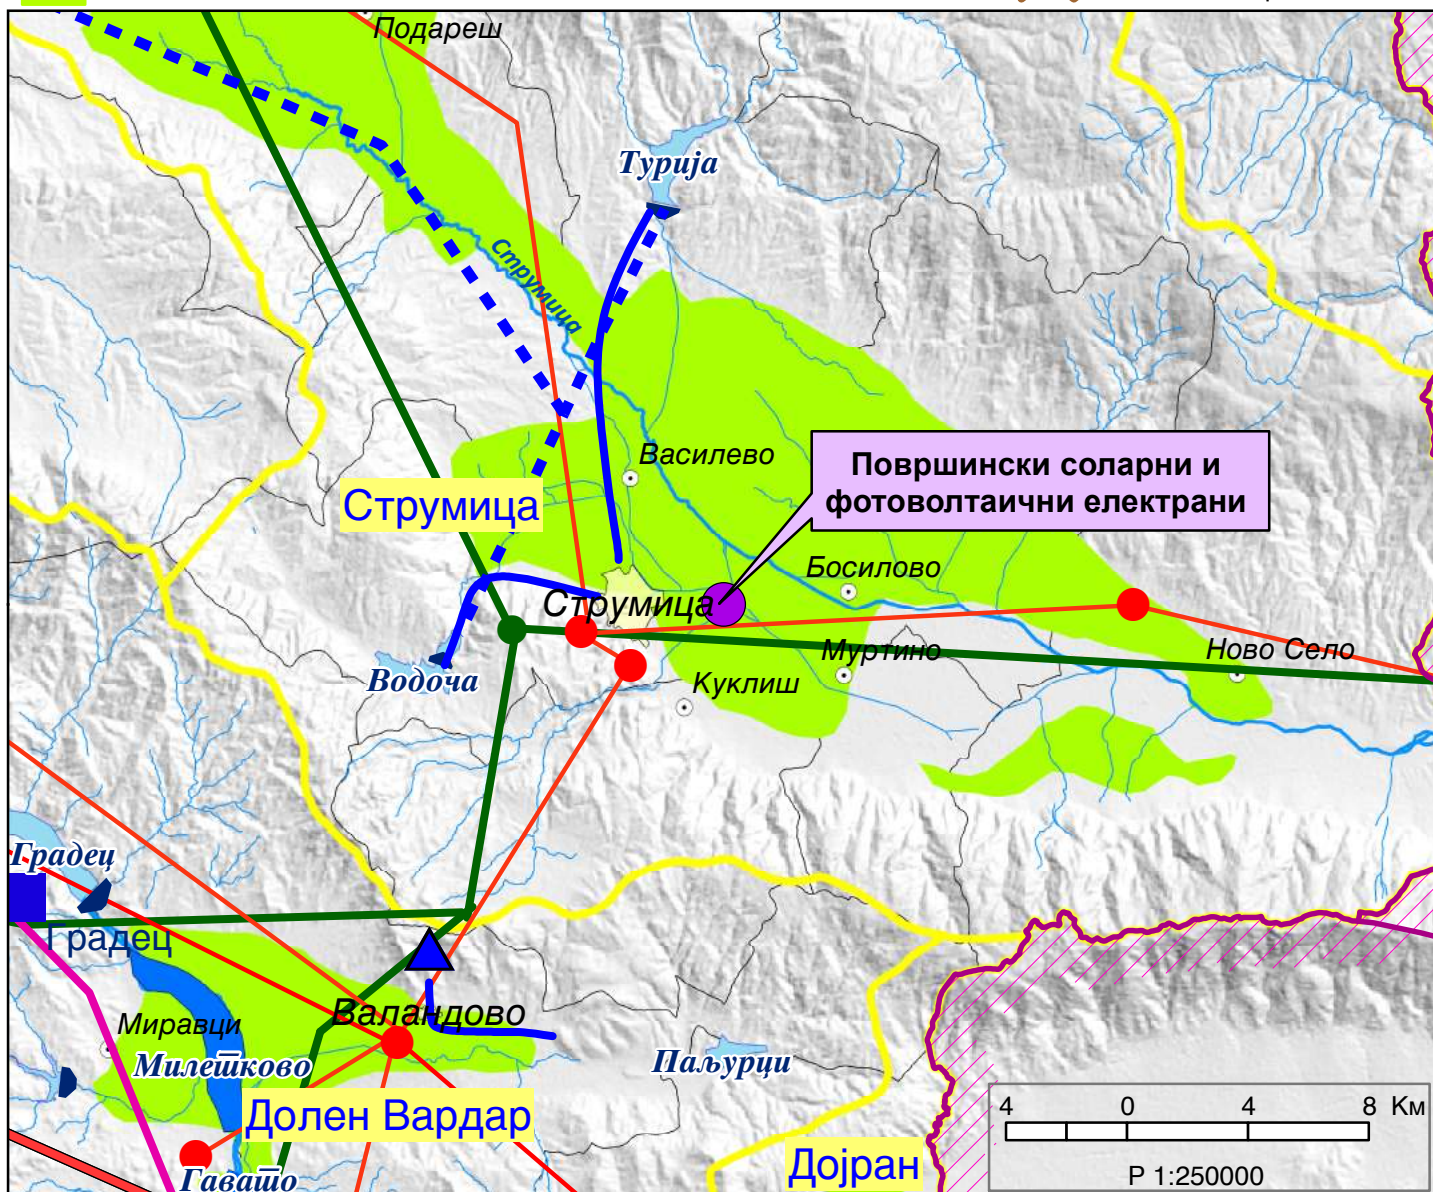 Подареш
Турија
Струмица
Василево
Површински соларни и
фотоволтаични електрани
Струмица
Босилово
Струмица
Муртино
Ново Село
Водоча
Куклиш
Градец
Градец
Валандово
Миравци
Милетково
Паљурци
Долен Вардар
4 0 4 8 Км
Дојран
Р 1:250000
Гавато